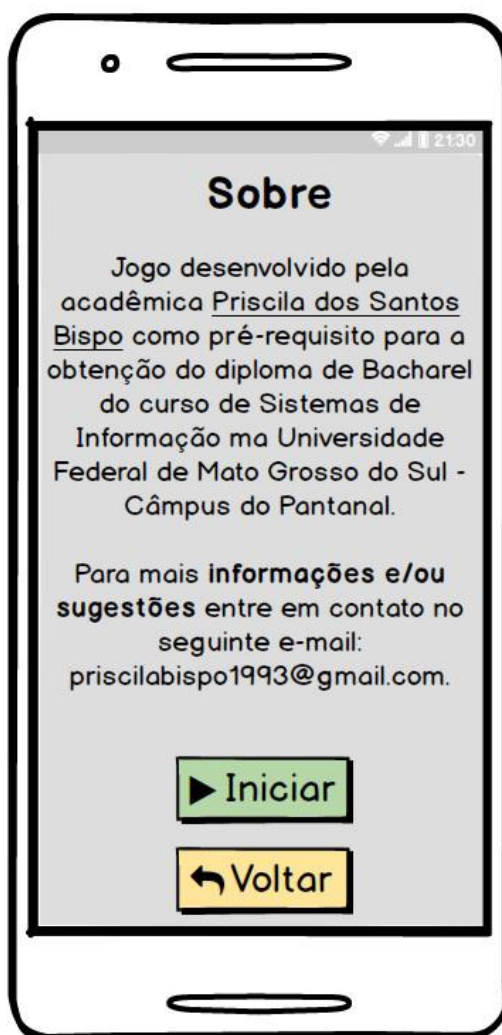 21:30
Sobre
Jogo desenvolvido pela
acadêmica Priscila dos Santos
Bispo como pré-requisito para a
obtenção do diploma de Bacharel
do curso de Sistemas de
Informação ma Universidade
Federal de Mato Grosso do Sul -
Câmpus do Pantanal.
Para mais informações e/ou
sugestões entre em contato no
seguinte e-mail:
priscilabispo1993@gmail.com.
Iniciar
Voltar